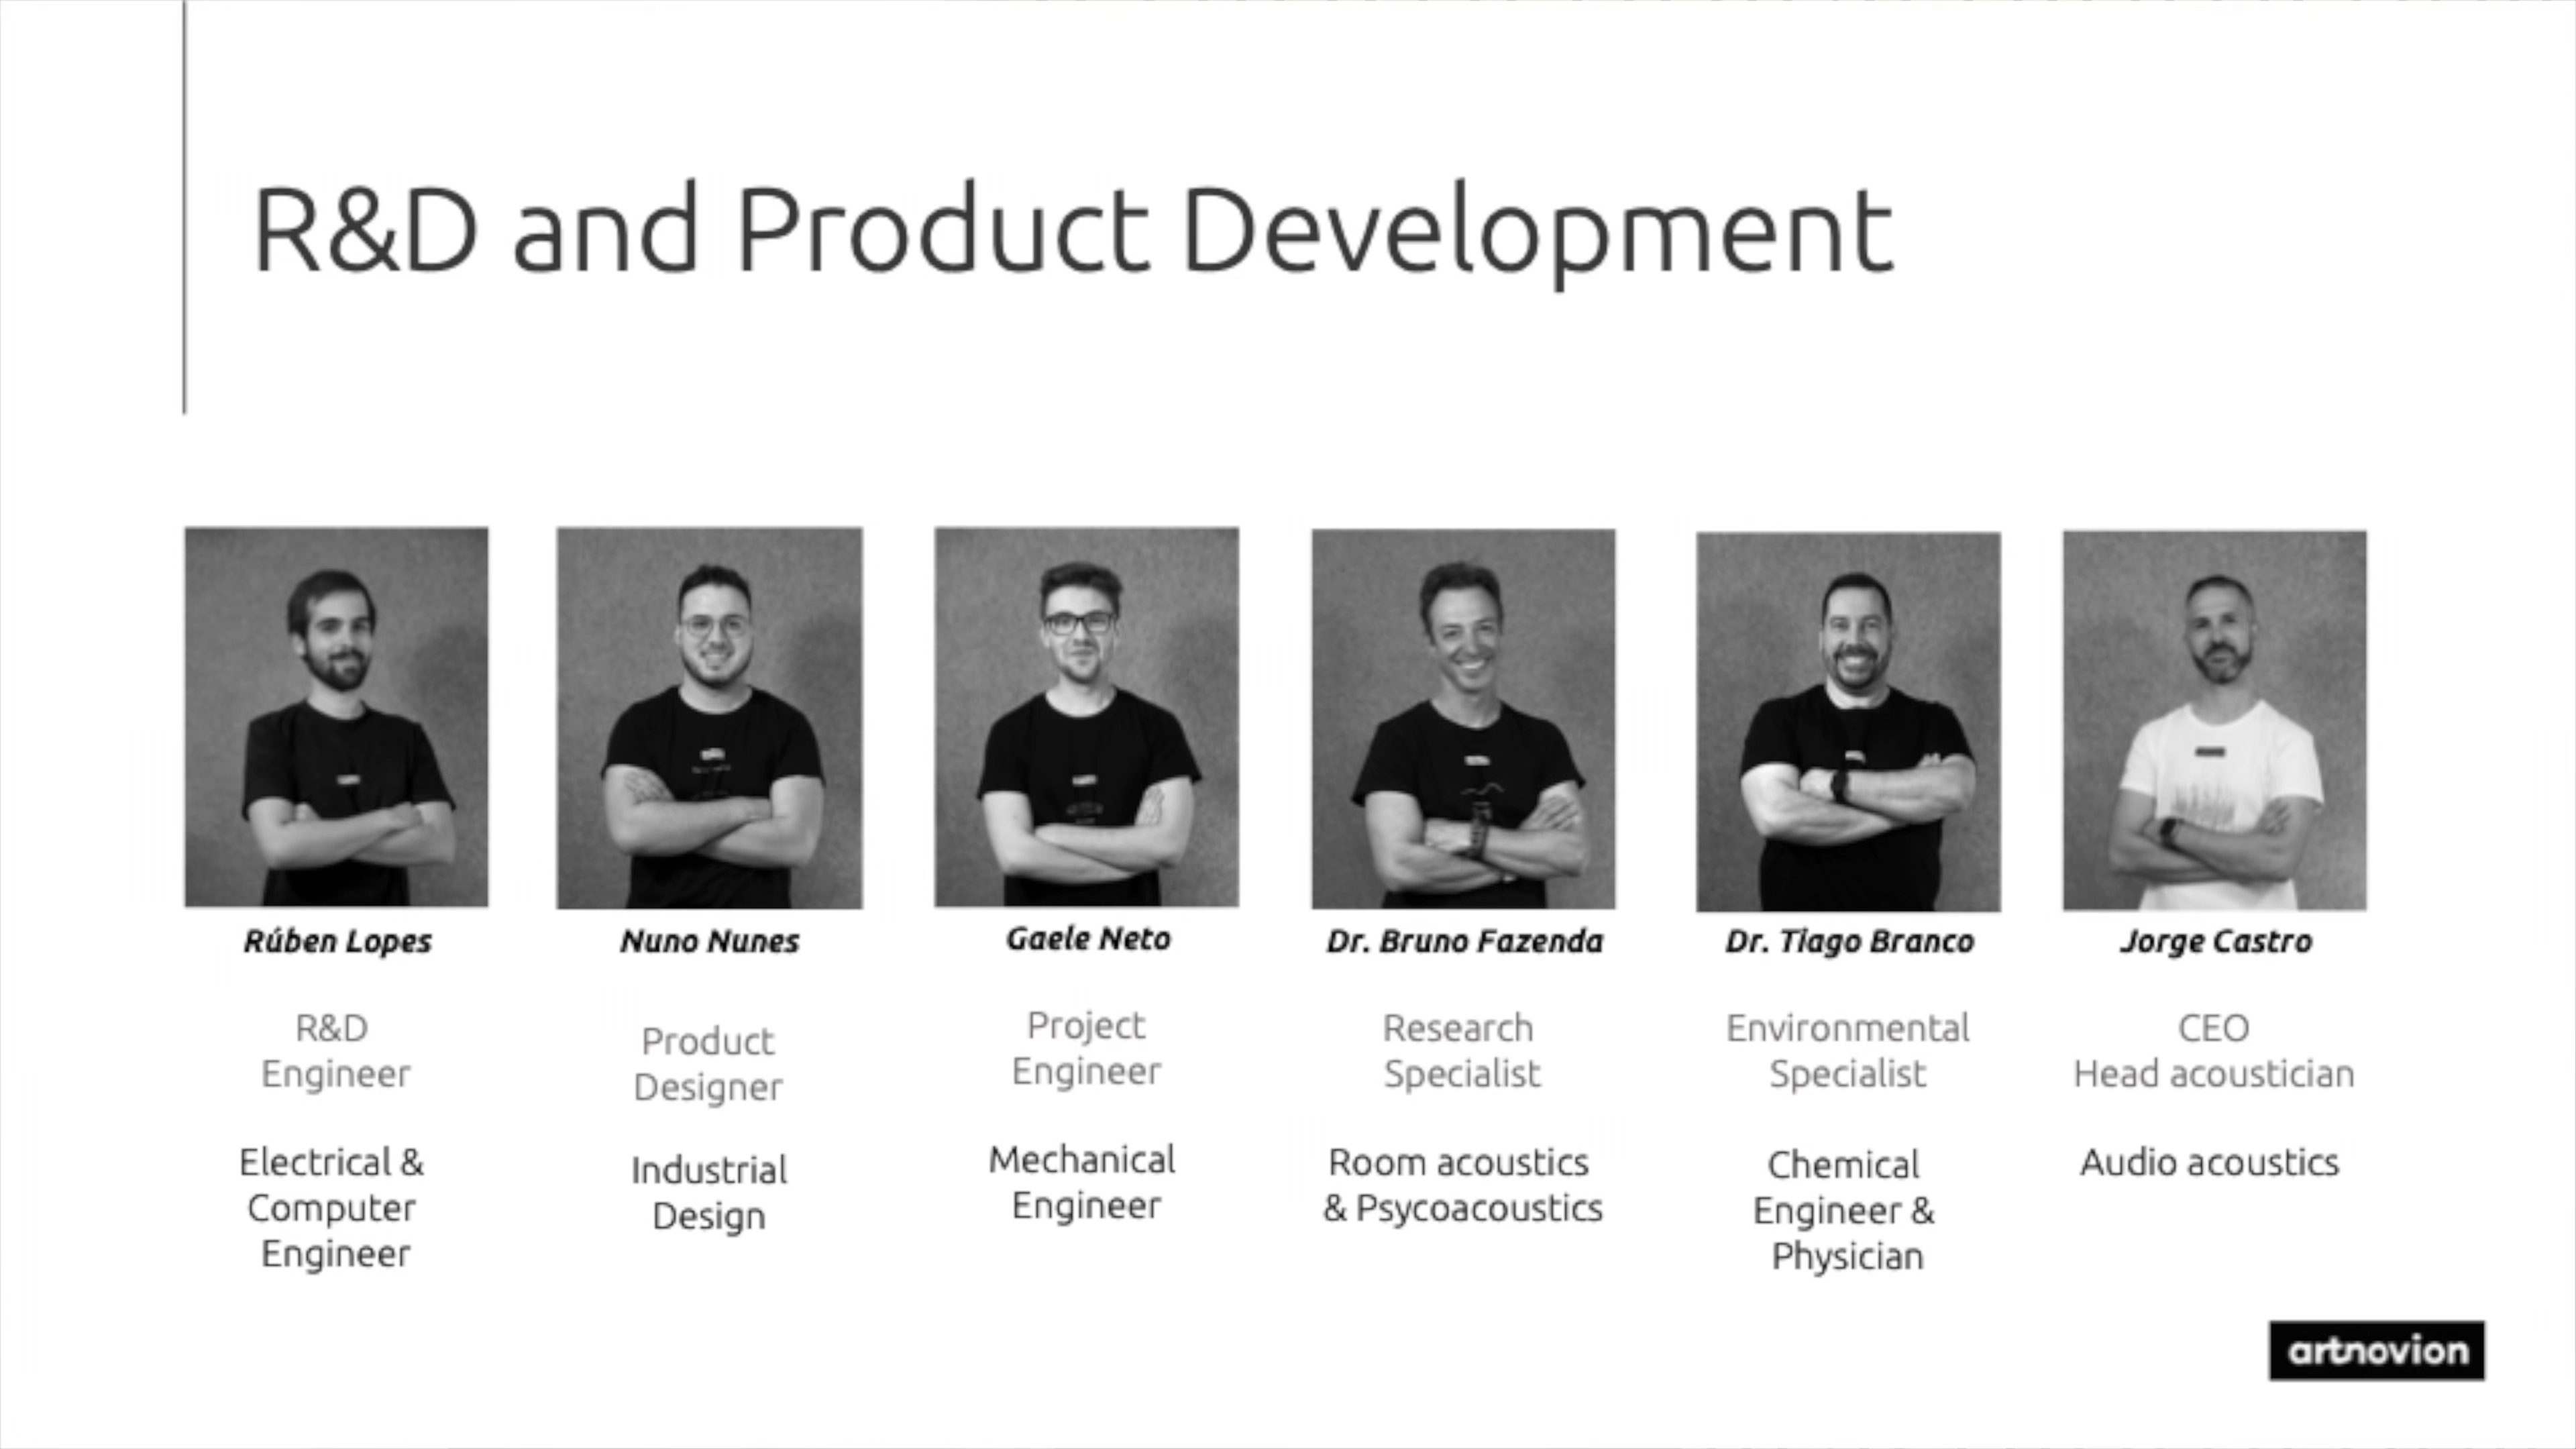 R&D and Product Development
Rúben Lopes
R&D
Engineer
Electrical &
Computer
Engineer
Nuno Nunes
Product
Designer
Industrial
Design
Gaele Neto
Project
Engineer
Mechanical
Engineer
Dr. Bruno Fazenda
Research
Specialist
Room acoustics
& Psycoacoustics
Dr. Tiago Branco
Environmental
Specialist
Chemical
Engineer &
Physician
Jorge Castro
CEO
Head acoustician
Audio acoustics
artnovion